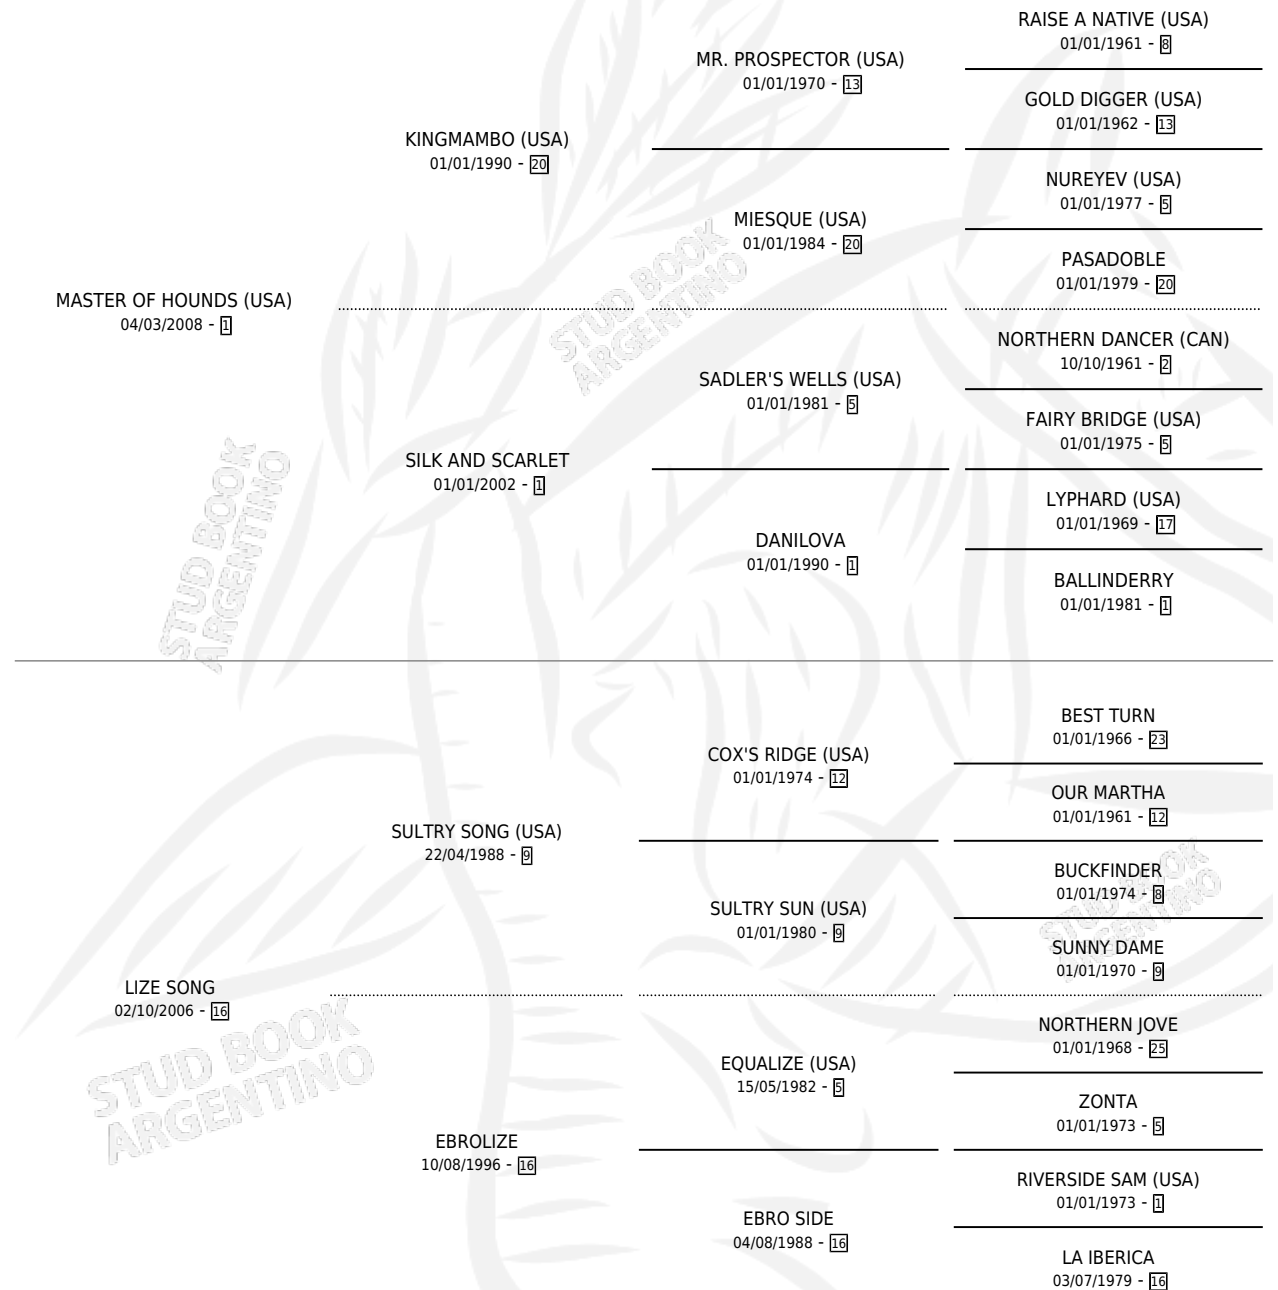 RAISE A NATIVE (USA)
01/01/1961 - 8
MR. PROSPECTOR (USA)
01/01/1970 - 13
GOLD DIGGER (USA)
01/01/1962 - 13
KINGMAMBO (USA)
01/01/1990 - 20
NUREYEV (USA)
01/01/1977 - 5
MIESQUE (USA)
01/01/1984 - 20
PASADOBLE
01/01/1979 - 20
MASTER OF HOUNDS (USA)
04/03/2008 - 1
NORTHERN DANCER (CAN)
10/10/1961 - 2
SADLER'S WELLS (USA)
01/01/1981 - 5
FAIRY BRIDGE (USA)
01/01/1975 - 5
SILK AND SCARLET
01/01/2002 - 1
LYPHARD (USA)
01/01/1969 - 17
DANILOVA
01/01/1990 - 1
BALLINDERRY
01/01/1981 - 1
BEST TURN
01/01/1966 - 23
COX'S RIDGE (USA)
01/01/1974 - 12
OUR MARTHA
01/01/1961 - 12
SULTRY SONG (USA)
22/04/1988 - 9
BUCKFINDER
01/01/1974 - 8
SULTRY SUN (USA)
01/01/1980 - 9
SUNNY DAME
01/01/1970 - 9
LIZE SONG
02/10/2006 - 16
NORTHERN JOVE
01/01/1968 - 25
EQUALIZE (USA)
15/05/1982 - 5
ZONTA
01/01/1973 - 5
EBROLIZE
10/08/1996 - 16
RIVERSIDE SAM (USA)
01/01/1973 - 1
EBRO SIDE
04/08/1988 - 16
LA IBERICA
03/07/1979 - 16
STUD BOOK
ARGENTINO
STUD BOOK
ARGENTINO
STUD BOOK
ARGENTINO
STUD BOOK
ARGENTINO